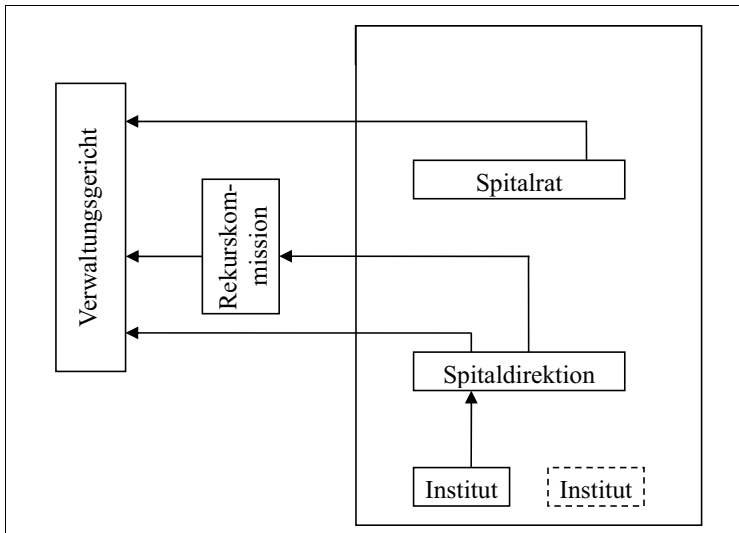 Verwaltungsgericht
Rekurskom-
mission
Spitalrat
Spitaldirektion
Institut
Institut